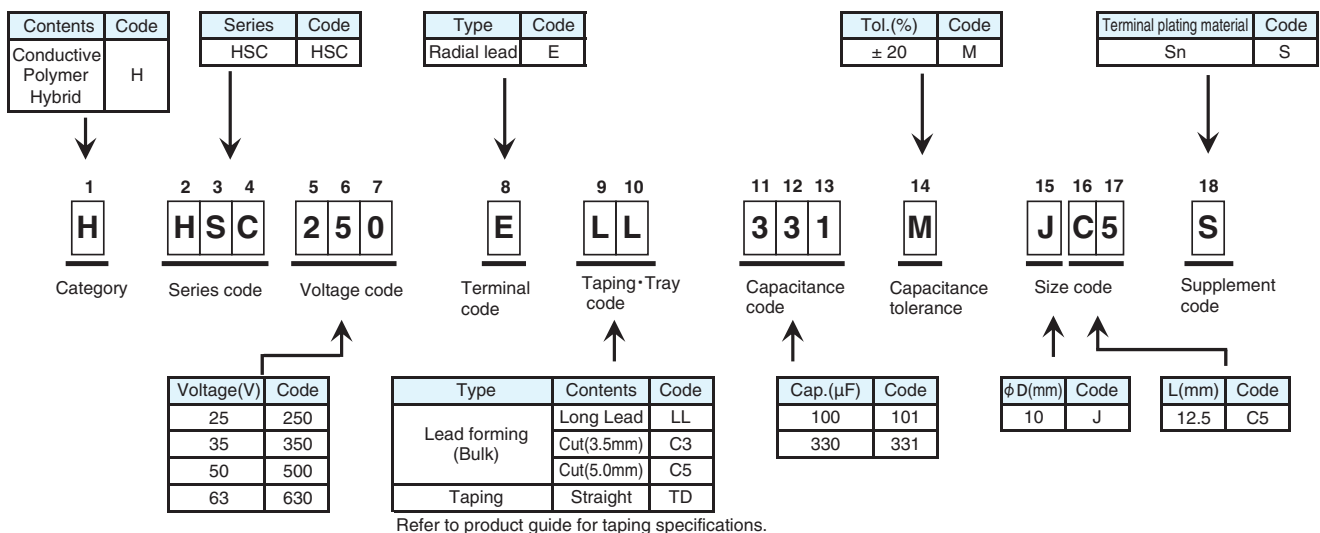 Contents Code
Conductive Polymer Hybrid H
Series Code
HSC HSC
Type Code
Radial lead E
Tol.(%) Code
± 20 M
Terminal plating material Code
Sn S
1 2 3 4 5 6 7 8 9 10 11 12 13 14 15 16 17 18
H H S C 2 5 0 E L L 3 3 1 M J C 5 S
Category
Series code
Voltage code
Terminal code
Taping・Tray code
Capacitance code
Capacitance tolerance
Size code
Supplement code
Voltage(V) Code
25 250
35 350
50 500
63 630
Type Contents Code
Lead forming (Bulk)
Long Lead LL
Cut(3.5mm) C3
Cut(5.0mm) C5
Taping Straight TD
Refer to product guide for taping specifications.
Cap.(µF) Code
100 101
330 331
φD(mm) Code
10 J
L(mm) Code
12.5 C5